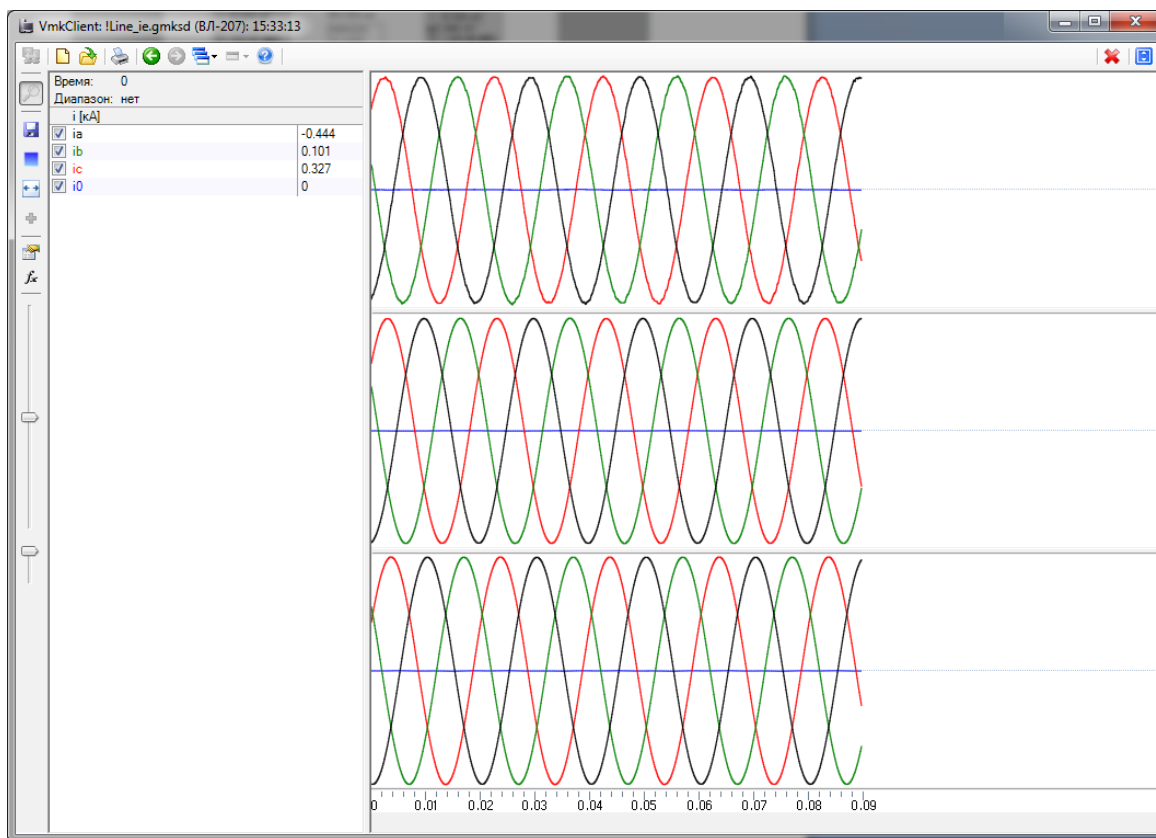 VmkClient: !Line_ie.gmksd (ВЛ-207): 15:33:13
Время: 0
Диапазон: нет
i [кА]
ia -0.444
ib 0.101
ic 0.327
i0 0
fx
0 0.01 0.02 0.03 0.04 0.05 0.06 0.07 0.08 0.09